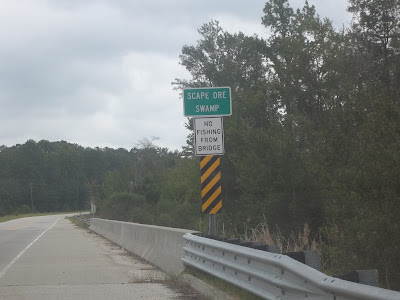 SCAPE ORE
SWAMP
NO
FISHING
FROM
BRIDGE